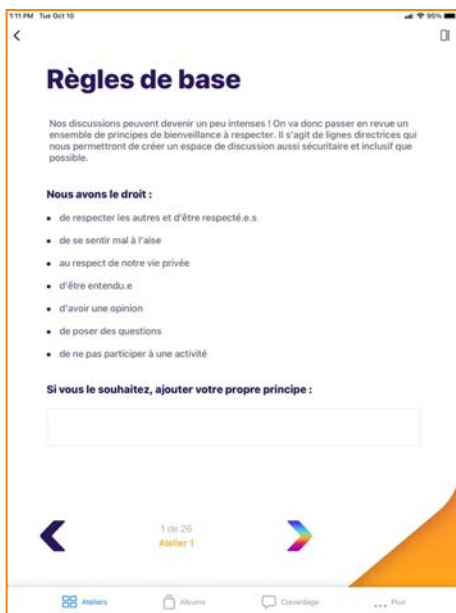 1:11 PM Tue Oct 10
95%
Règles de base
Nos discussions peuvent devenir un peu intenses ! On va donc passer en revue un
ensemble de principes de bienveillance à respecter. Il s'agit de lignes directrices qui
nous permettront de créer un espace de discussion aussi sécuritaire et inclusif que
possible.
Nous avons le droit :
• de respecter les autres et d'être respecté.e.s
• de se sentir mal à l'aise
• au respect de notre vie privée
• d'être entendu.e
• d'avoir une opinion
• de poser des questions
• de ne pas participer à une activité
Si vous le souhaitez, ajouter votre propre principe :
1 de 26
Atelier 1
Ateliers Albums Clavardage Plus